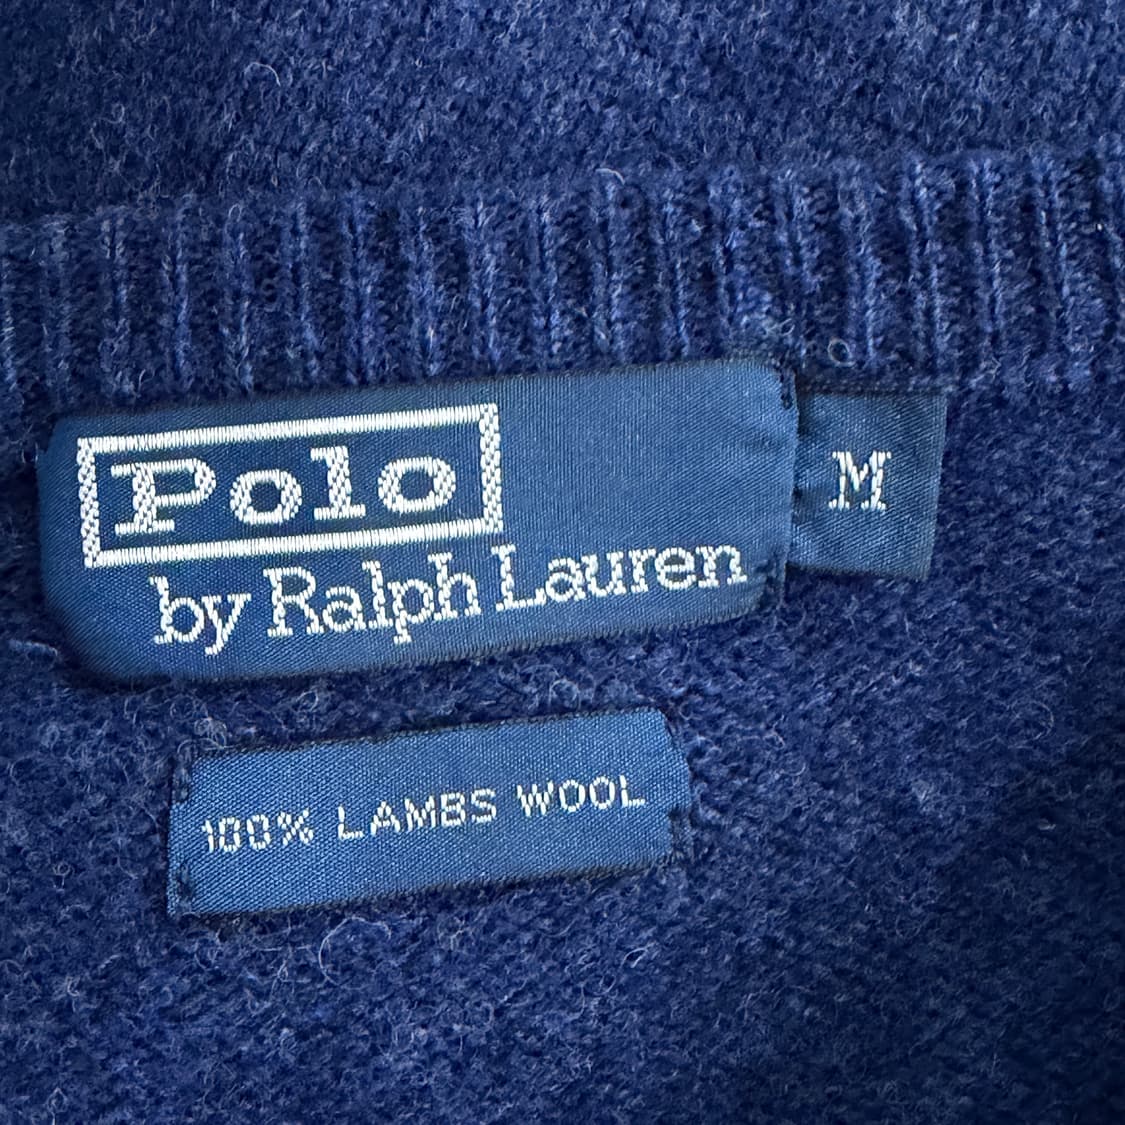 Polo
by Ralph Lauren
M
100% LAMBS WOOL